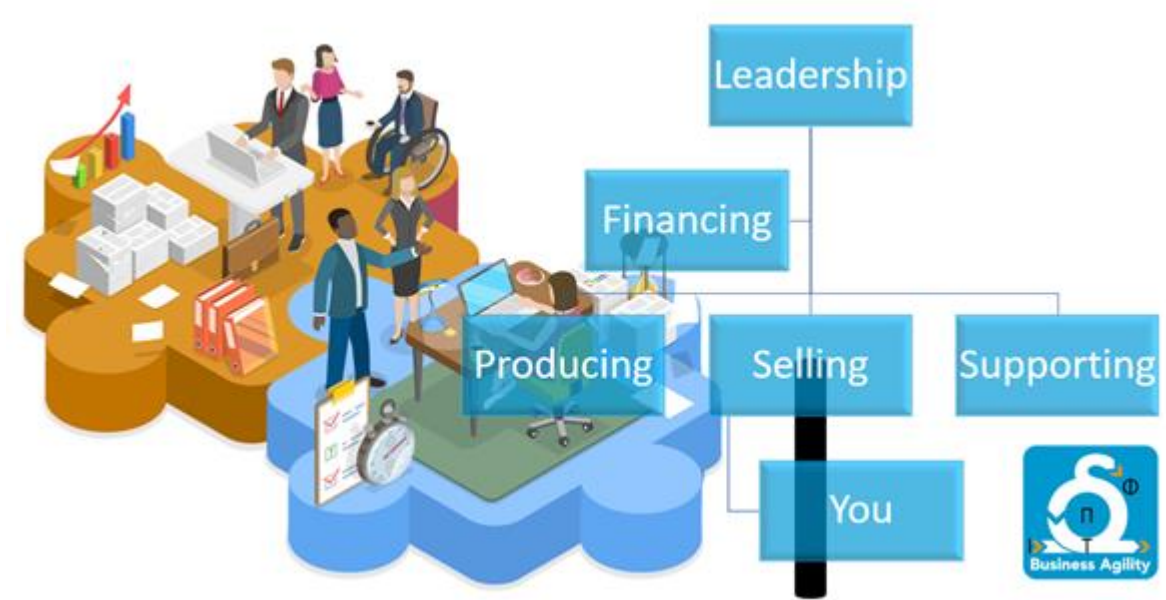 Leadership
Financing
Producing
Selling
Supporting
You
Φ
π
I
T
Business Agility